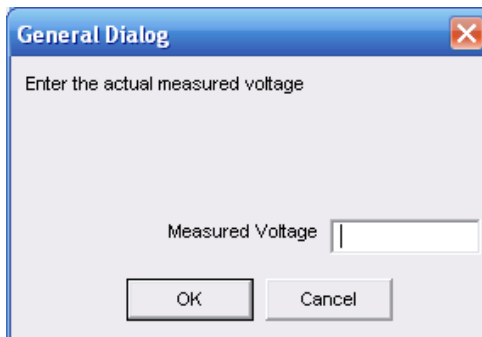 General Dialog
Enter the actual measured voltage
Measured Voltage
OK Cancel